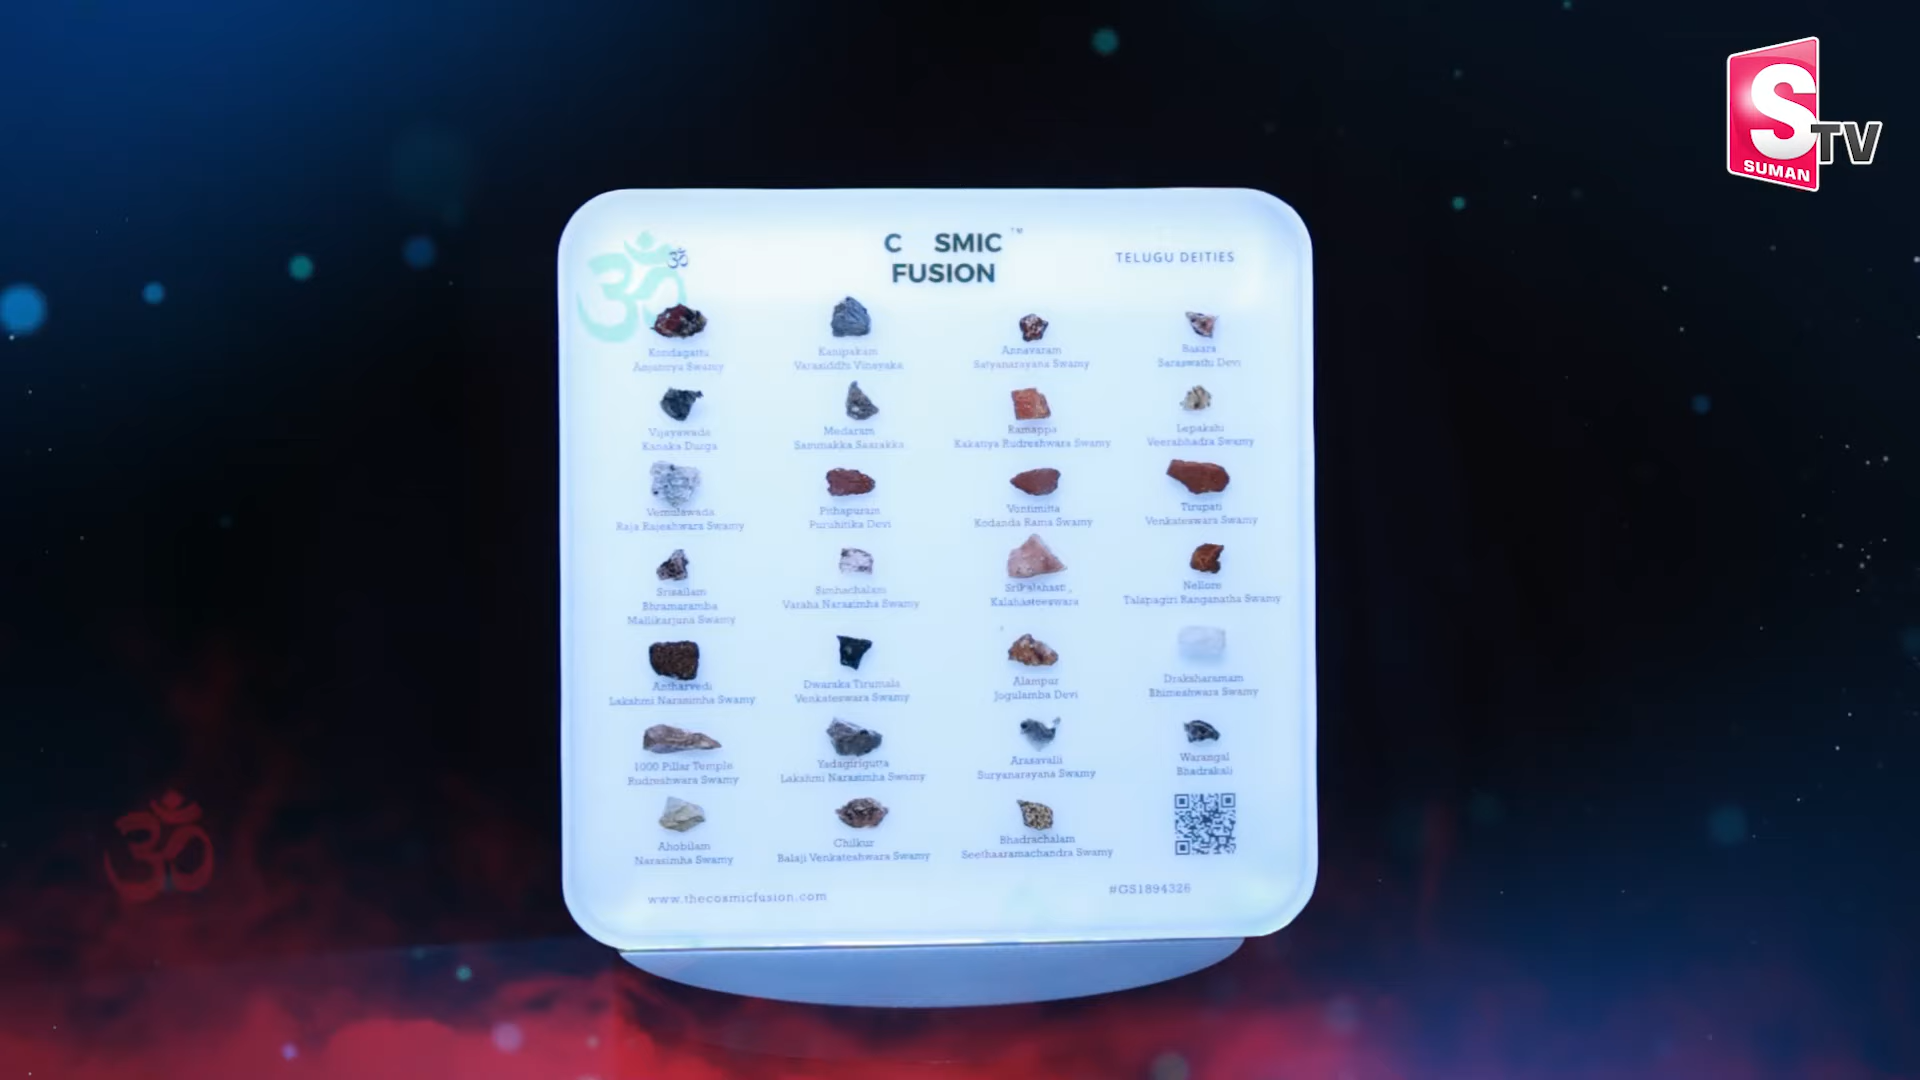 S
TV
SUMAN
ॐ
ॐ
C SMIC ™
FUSION
TELUGU DEITIES
Kondagattu
Anjaneya Swamy
Kanipakam
Varasiddhi Vinayaka
Annavaram
Satyanarayana Swamy
Basara
Saraswathi Devi
Vijayawada
Kanaka Durga
Medaram
Sammakka Saarakka
Ramappa
Kakatiya Rudreshwara Swamy
Lepakshi
Veerabhadra Swamy
Vemulawada
Raja Rajeshwara Swamy
Pithapuram
Puruhutika Devi
Vontimitta
Kodanda Rama Swamy
Tirupati
Venkateswara Swamy
Srisailam
Bhramaramba
Mallikarjuna Swamy
Simhachalam
Varaha Narasimha Swamy
Srikalahasti
Kalahasteeswara
Nellore
Talapagiri Ranganatha Swamy
Antharvedi
Lakshmi Narasimha Swamy
Dwaraka Tirumala
Venkateswara Swamy
Alampur
Jogulamba Devi
Draksharamam
Bhimeshwara Swamy
1000 Pillar Temple
Rudreshwara Swamy
Yadagirigutta
Lakshmi Narasimha Swamy
Arasavalli
Suryanarayana Swamy
Warangal
Bhadrakali
Ahobilam
Narasimha Swamy
Chilkur
Balaji Venkateshwara Swamy
Bhadrachalam
Seethaaramachandra Swamy
www.thecosmicfusion.com
#GS1894326
ॐ